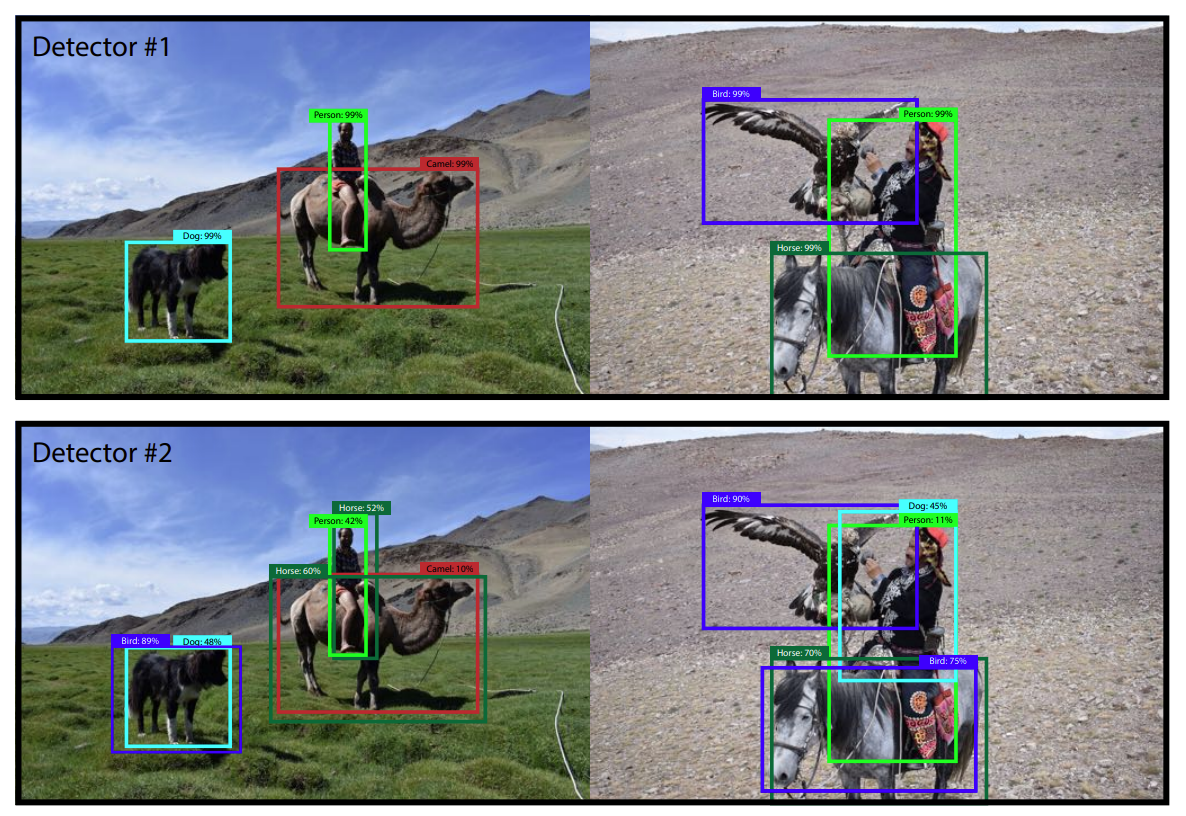 Detector #1
Person: 99%
Camel: 99%
Dog: 99%
Bird: 99%
Person: 99%
Horse: 99%
Detector #2
Horse: 52%
Person: 42%
Horse: 60%
Camel: 10%
Bird: 89%
Dog: 48%
Bird: 90%
Dog: 45%
Person: 11%
Horse: 70%
Bird: 75%